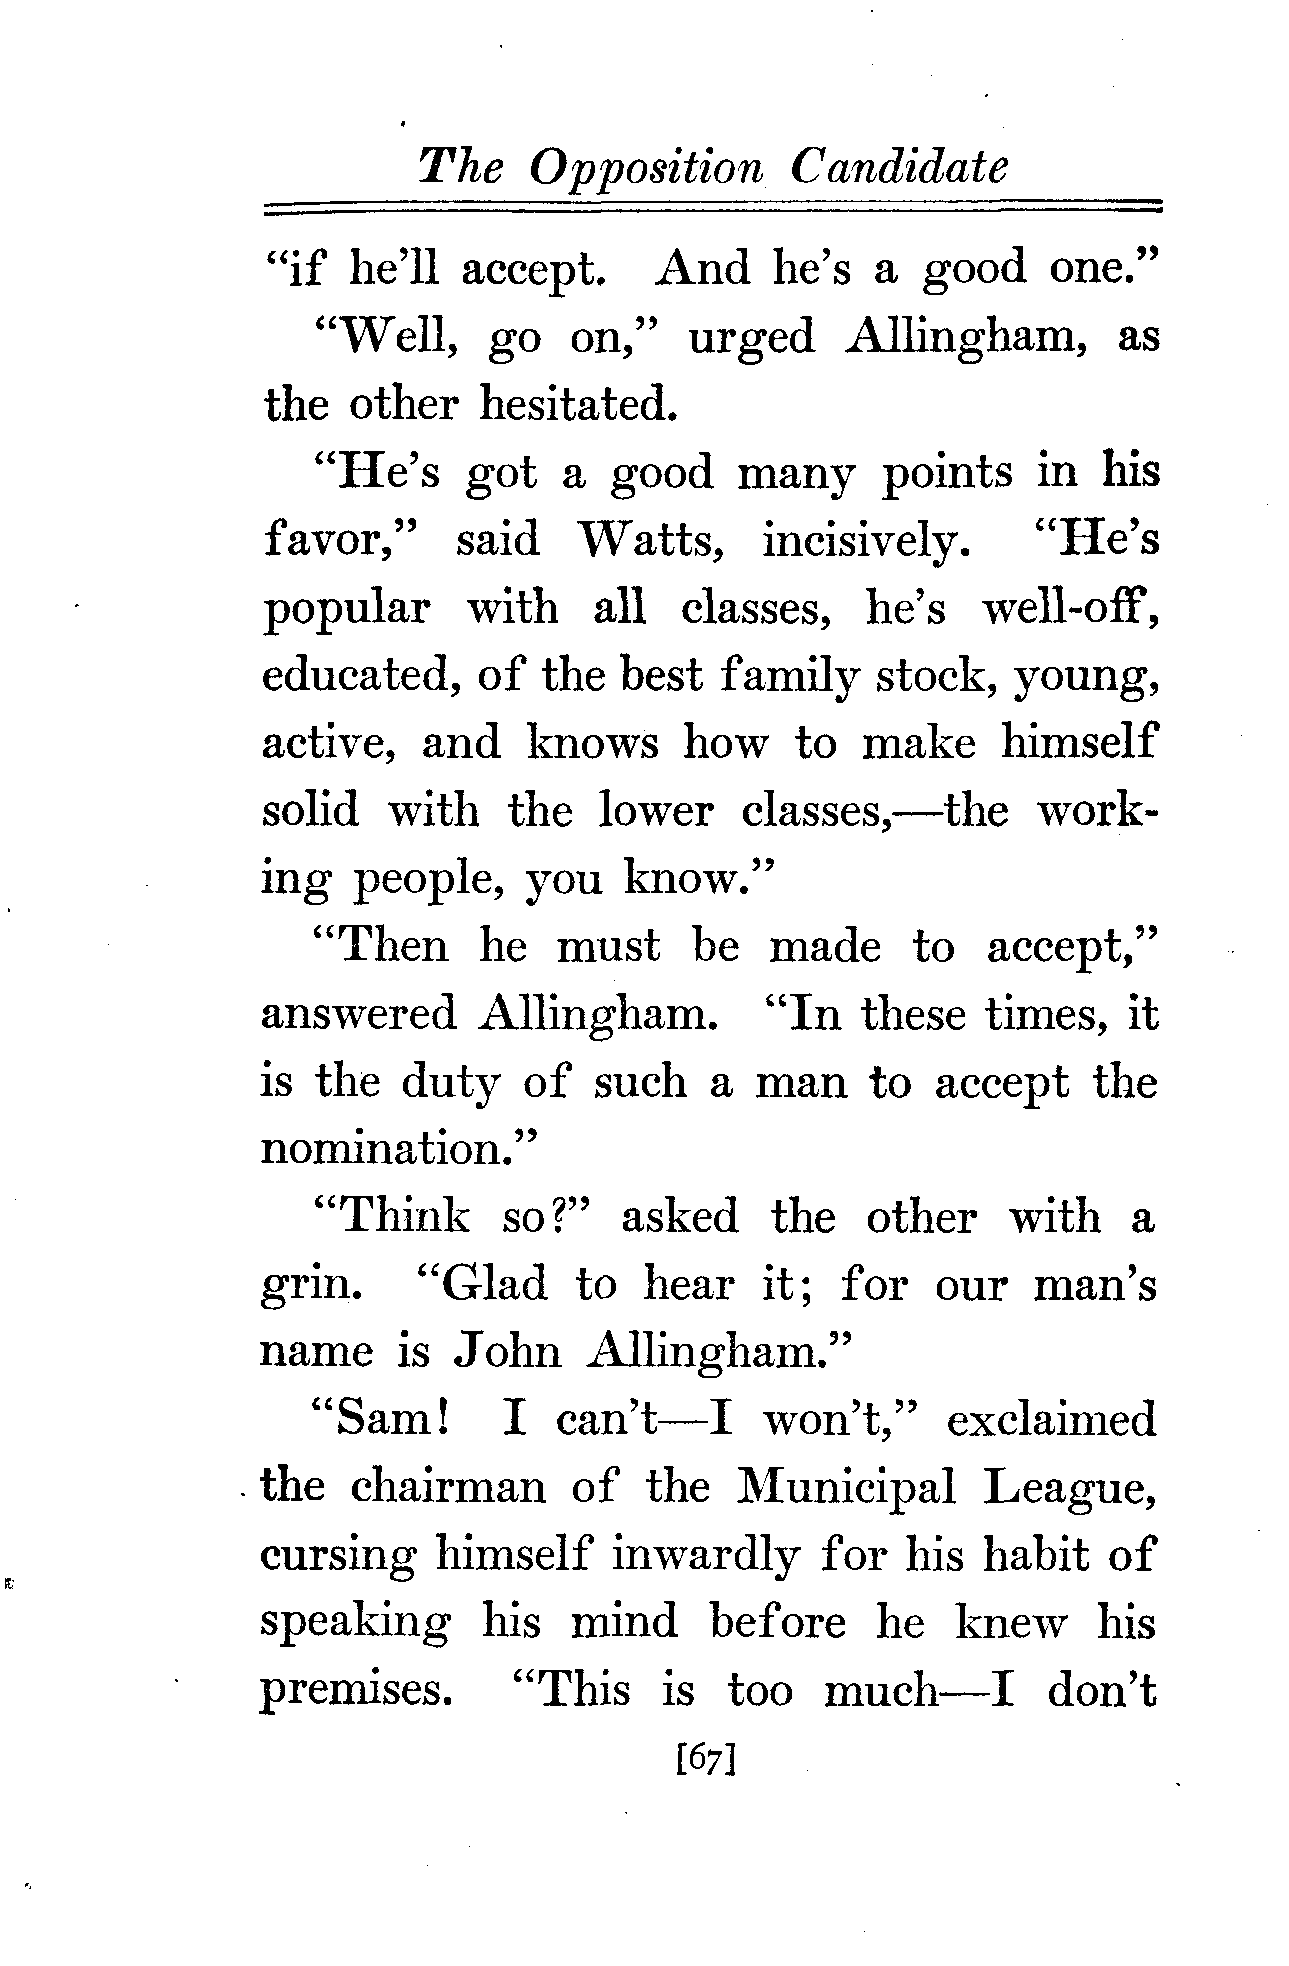 The Opposition Candidate
“if he’ll accept. And he’s a good one.”
“Well, go on,” urged Allingham, as
the other hesitated.
“He’s got a good many points in his
favor,” said Watts, incisively. “He’s
popular with all classes, he’s well-off,
educated, of the best family stock, young,
active, and knows how to make himself
solid with the lower classes,—the work-
ing people, you know.”
“Then he must be made to accept,”
answered Allingham. “In these times, it
is the duty of such a man to accept the
nomination.”
“Think so?” asked the other with a
grin. “Glad to hear it; for our man’s
name is John Allingham.”
“Sam! I can’t—I won’t,” exclaimed
the chairman of the Municipal League,
cursing himself inwardly for his habit of
speaking his mind before he knew his
premises. “This is too much—I don’t
[67]